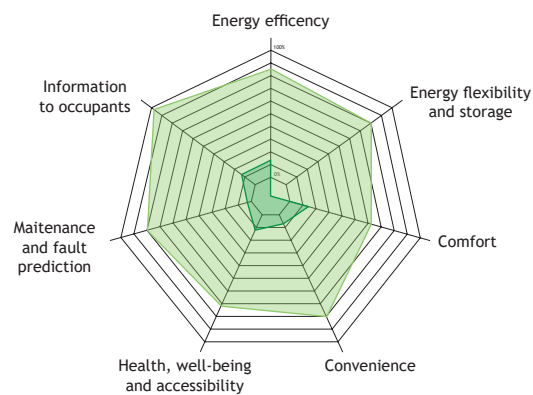 Energy efficency
100%
Information
to occupants
Energy flexibility
and storage
0%
Maitenance
and fault
prediction
Comfort
Health, well-being
and accessibility
Convenience